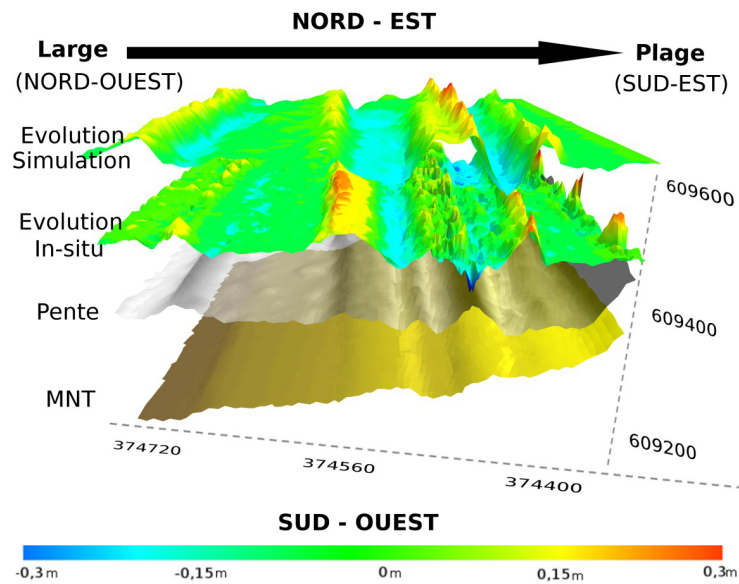 NORD - EST
Large
(NORD-OUEST)
Plage
(SUD-EST)
Evolution
Simulation
609600
Evolution
In-situ
Pente
609400
MNT
609200
374720
374560
374400
SUD - OUEST
-0,3m
-0,15m
0m
0,15m
0,3m